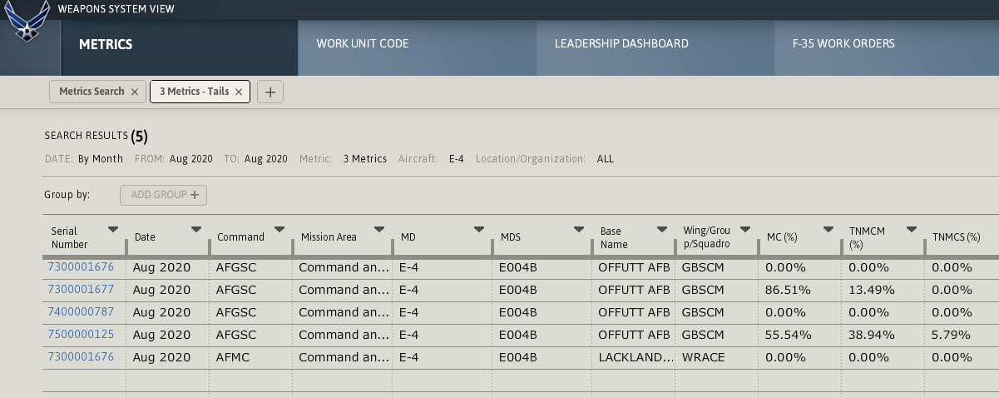 WEAPONS SYSTEM VIEW
METRICS WORK UNIT CODE LEADERSHIP DASHBOARD F-35 WORK ORDERS
Metrics Search × 3 Metrics - Tails × +
SEARCH RESULTS (5)
DATE: By Month FROM: Aug 2020 TO: Aug 2020 Metric: 3 Metrics Aircraft: E-4 Location/Organization: ALL
Group by: ADD GROUP +
Serial Number Date Command Mission Area MD MDS Base Name Wing/Grou p/Squadro MC (%) TNMCM (%) TNMCS (%)
7300001676 Aug 2020 AFGSC Command an... E-4 E004B OFFUTT AFB GBSCM 0.00% 0.00% 0.00%
7300001677 Aug 2020 AFGSC Command an... E-4 E004B OFFUTT AFB GBSCM 86.51% 13.49% 0.00%
7400000787 Aug 2020 AFGSC Command an... E-4 E004B OFFUTT AFB GBSCM 0.00% 0.00% 0.00%
7500000125 Aug 2020 AFGSC Command an... E-4 E004B OFFUTT AFB GBSCM 55.54% 38.94% 5.79%
7300001676 Aug 2020 AFMC Command an... E-4 E004B LACKLAND... WRACE 0.00% 0.00% 0.00%